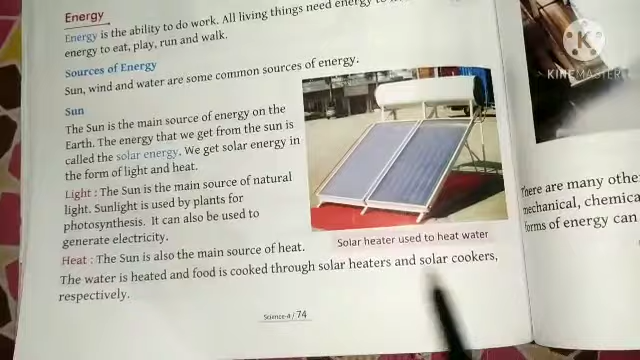 Energy
Energy is the ability to do work. All living things need energy to
energy to eat, play, run and walk.
Sources of Energy
Sun, wind and water are some common sources of energy.
Sun
The Sun is the main source of energy on the
Earth. The energy that we get from the sun is
called the solar energy. We get solar energy in
the form of light and heat.
Light : The Sun is the main source of natural
light. Sunlight is used by plants for
photosynthesis. It can also be used to
generate electricity.
Heat : The Sun is also the main source of heat.
The water is heated and food is cooked through solar heaters and solar cookers,
respectively.
Solar heater used to heat water
Science-4 / 74
KINEMASTER
There are many othe
mechanical, chemica
forms of energy can